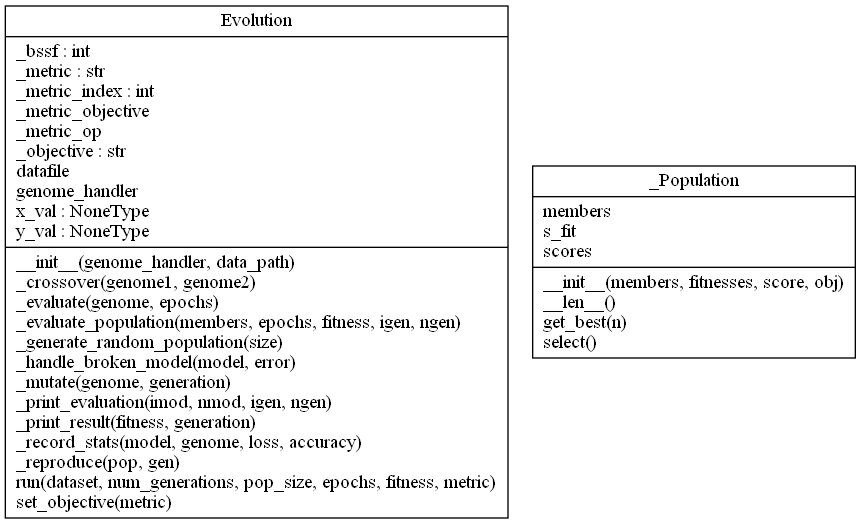 Evolution
_bssf : int
_metric : str
_metric_index : int
_metric_objective
_metric_op
_objective : str
datafile
genome_handler
x_val : NoneType
y_val : NoneType
__init__(genome_handler, data_path)
_crossover(genome1, genome2)
_evaluate(genome, epochs)
_evaluate_population(members, epochs, fitness, igen, ngen)
_generate_random_population(size)
_handle_broken_model(model, error)
_mutate(genome, generation)
_print_evaluation(imod, nmod, igen, ngen)
_print_result(fitness, generation)
_record_stats(model, genome, loss, accuracy)
_reproduce(pop, gen)
run(dataset, num_generations, pop_size, epochs, fitness, metric)
set_objective(metric)
_Population
members
s_fit
scores
__init__(members, fitnesses, score, obj)
__len__()
get_best(n)
select()